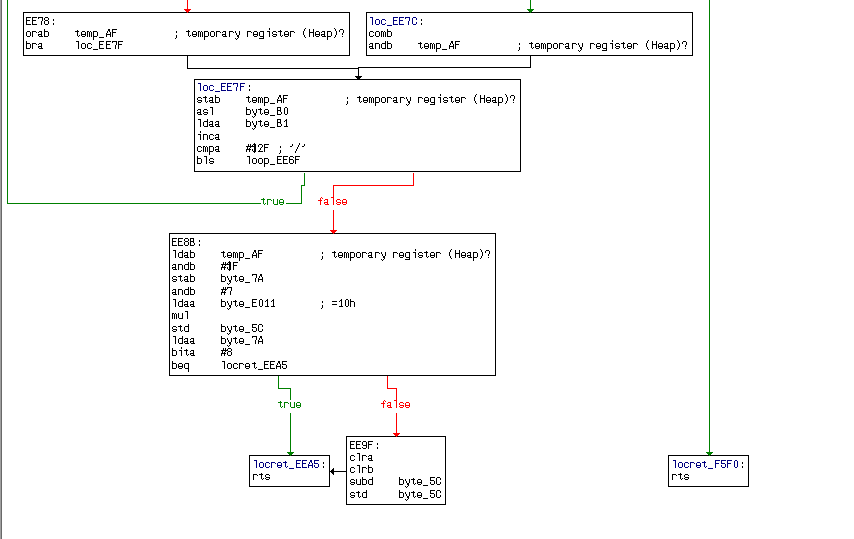 EE78:
orab temp_AF ; temporary register (Heap)?
bra loc_EE7F
loc_EE7C:
comb
andb temp_AF ; temporary register (Heap)?
loc_EE7F:
stab temp_AF ; temporary register (Heap)?
asl byte_B0
ldaa byte_B1
inca
cmpa #$2F ; '/'
bls loop_EE6F
true
false
EE8B:
ldab temp_AF ; temporary register (Heap)?
andb #$F
stab byte_7A
andb #7
ldaa byte_E011 ; =10h
mul
std byte_5C
ldaa byte_7A
bita #8
beq locret_EEA5
true
false
EE9F:
clra
clrb
subd byte_5C
std byte_5C
locret_EEA5:
rts
locret_F5F0:
rts